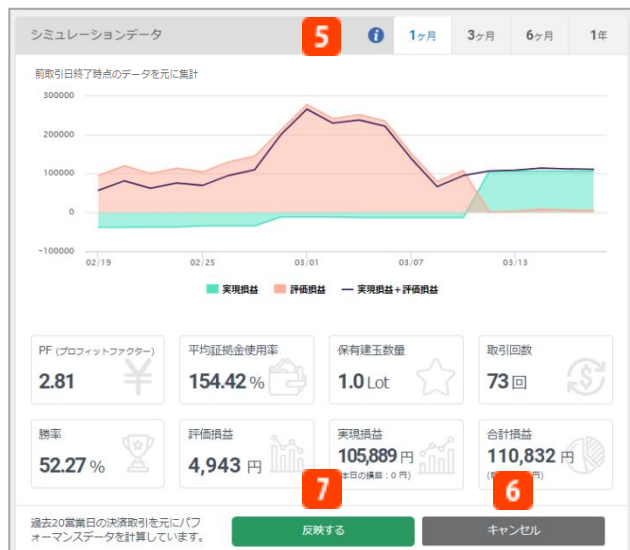 シミュレーションデータ
5
i
1ヶ月
3ヶ月
6ヶ月
1年
前取引日終了時点のデータを元に集計
300000
200000
100000
0
-100000
02/19
02/25
03/01
03/07
03/13
実現損益
評価損益
実現損益+評価損益
PF (プロフィットファクター)
2.81
平均証拠金使用率
154.42 %
保有建玉数量
1.0 Lot
取引回数
73 回
勝率
52.27 %
評価損益
4,943 円
実現損益
105,889 円
本日の損益:0 円)
合計損益
110,832 円
7
6
過去20営業日の決済取引を元にパフ
ォーマンスデータを計算しています。
反映する
キャンセル